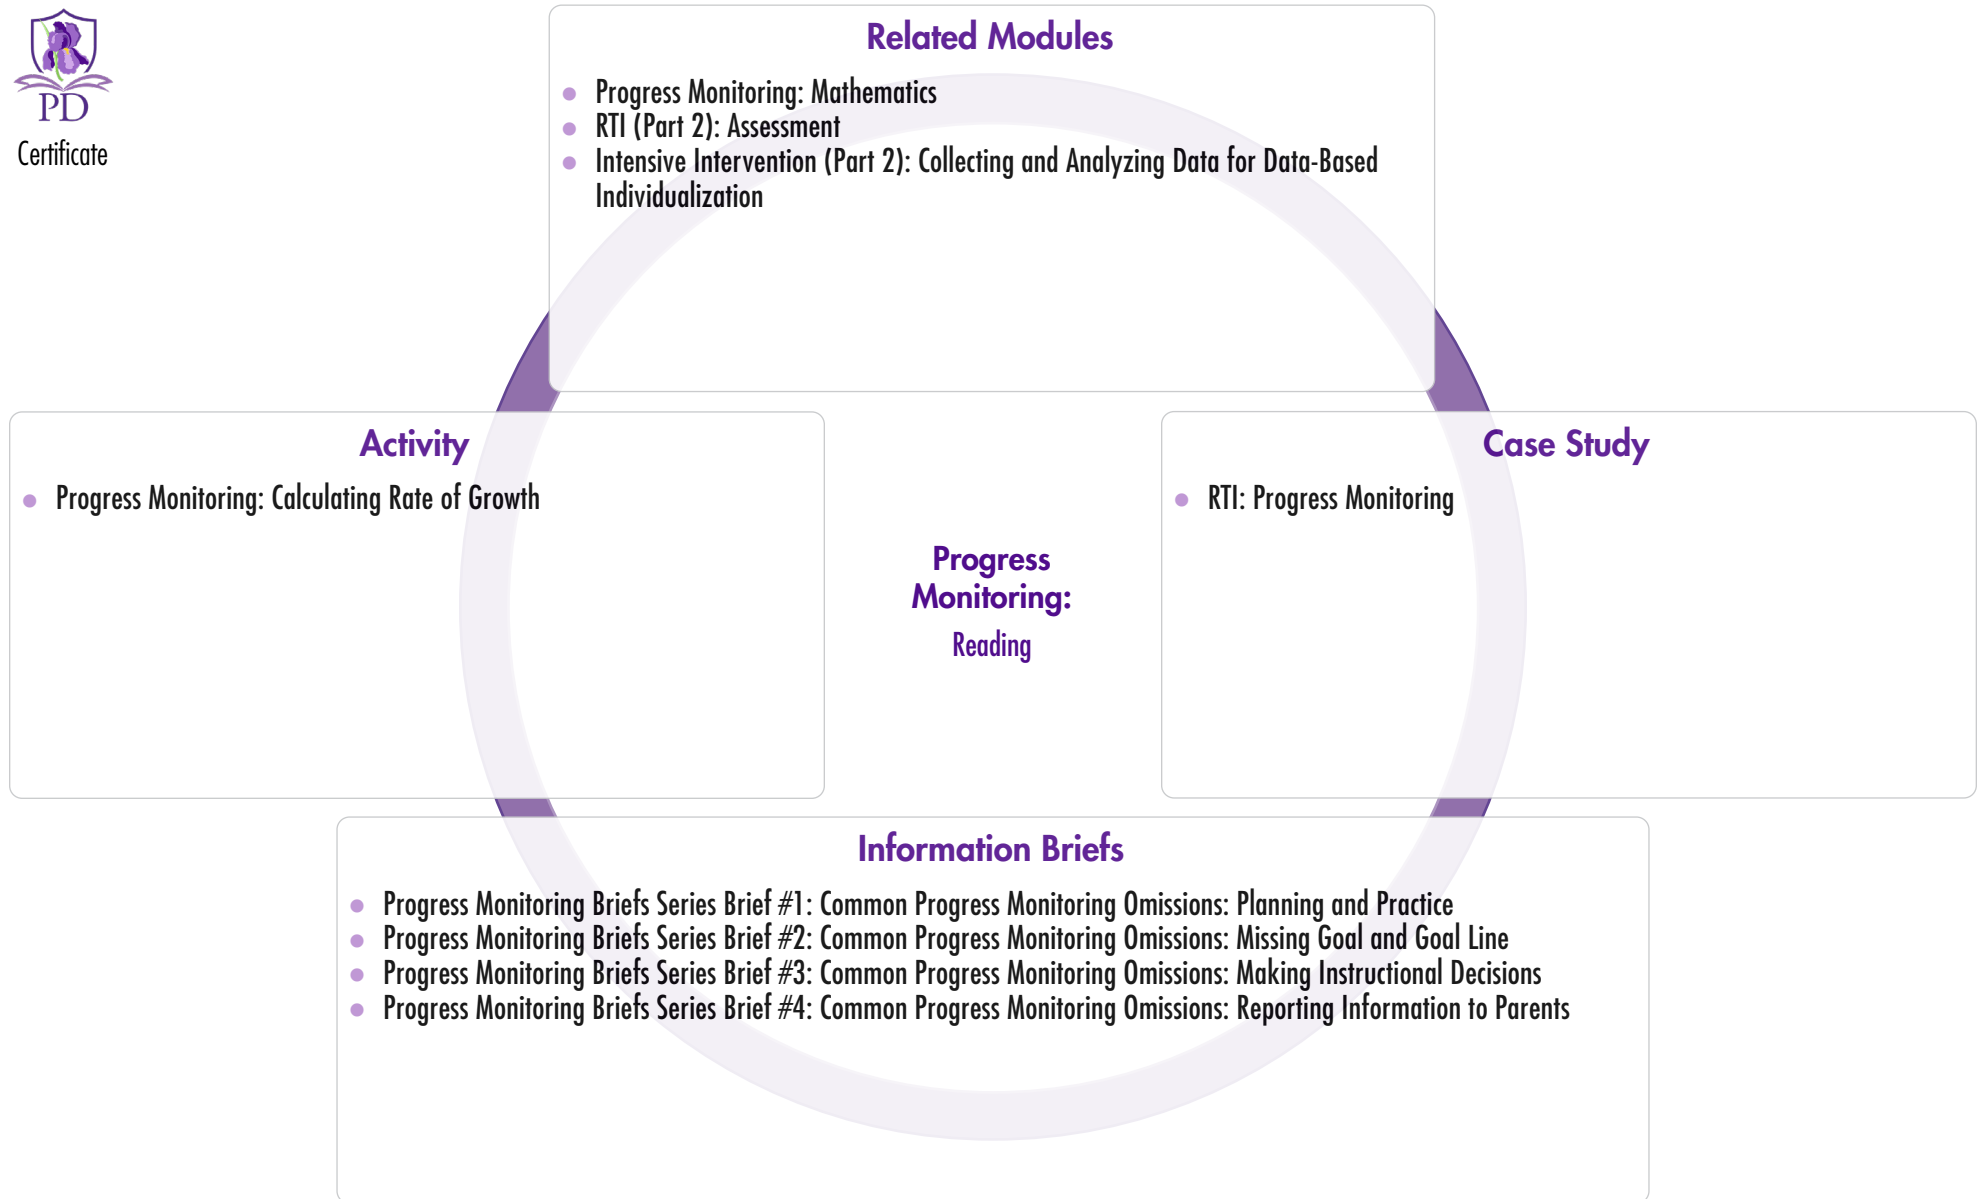 PD
Certificate
Related Modules
Progress Monitoring: Mathematics
RTI (Part 2): Assessment
Intensive Intervention (Part 2): Collecting and Analyzing Data for Data-Based
Individualization
Activity
Progress Monitoring: Calculating Rate of Growth
Progress
Monitoring:
Reading
Case Study
RTI: Progress Monitoring
Information Briefs
Progress Monitoring Briefs Series Brief #1: Common Progress Monitoring Omissions: Planning and Practice
Progress Monitoring Briefs Series Brief #2: Common Progress Monitoring Omissions: Missing Goal and Goal Line
Progress Monitoring Briefs Series Brief #3: Common Progress Monitoring Omissions: Making Instructional Decisions
Progress Monitoring Briefs Series Brief #4: Common Progress Monitoring Omissions: Reporting Information to Parents